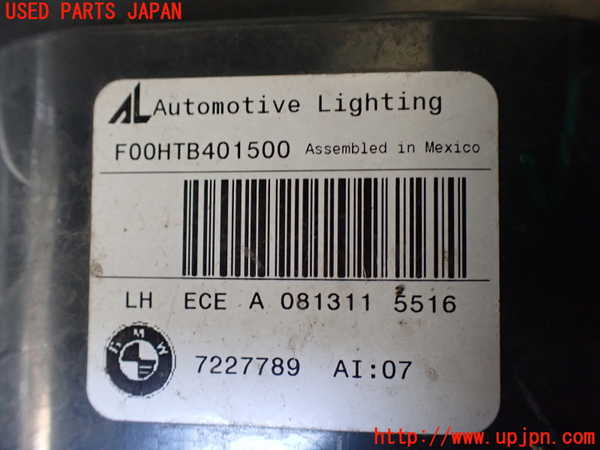 USED PARTS JAPAN
AL Automotive Lighting
F00HTB401500 Assembled in Mexico
LH ECE A 081311 5516
BMW
7227789 AI:07
http://www.upjpn.com/